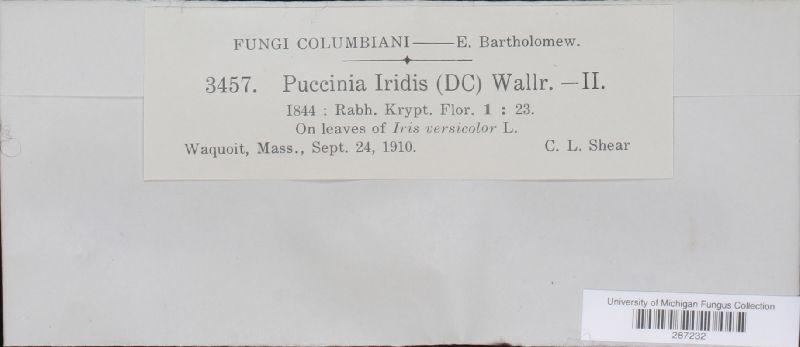 FUNGI COLUMBIANI——E. Bartholomew.
3457. Puccinia Iridis (DC) Wallr. —II.
1844 : Rabh. Krypt. Flor. 1 : 23.
On leaves of Iris versicolor L.
Waquoit, Mass., Sept. 24, 1910. C. L. Shear
University of Michigan Fungus Collection
287232